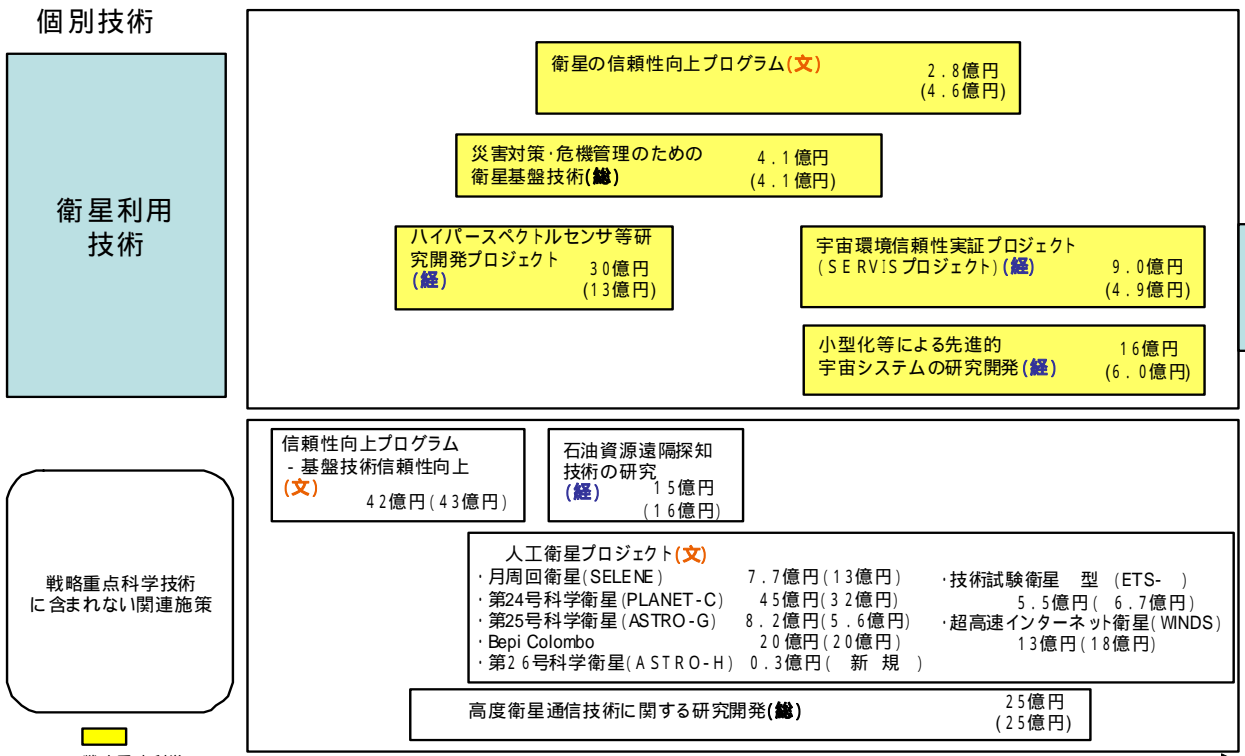 個別技術
衛星利用
技術
衛星の信頼性向上プログラム(文)
2.8億円
(4.6億円)
災害対策・危機管理のための
衛星基盤技術(総)
4.1億円
(4.1億円)
ハイパースペクトルセンサ等研
究開発プロジェクト
(経)
30億円
(13億円)
宇宙環境信頼性実証プロジェクト
(SERVISプロジェクト)(経)
9.0億円
(4.9億円)
小型化等による先進的
宇宙システムの研究開発(経)
16億円
(6.0億円)
戦略重点科学技術
に含まれない関連施策
信頼性向上プログラム
-基盤技術信頼性向上
(文)
42億円(43億円)
石油資源遠隔探知
技術の研究
(経)
15億円
(16億円)
人工衛星プロジェクト(文)
・月周回衛星(SELENE) 7.7億円(13億円)
・第24号科学衛星(PLANET-C) 45億円(32億円)
・第25号科学衛星(ASTRO-G) 8.2億円(5.6億円)
・Bepi Colombo 20億円(20億円)
・第26号科学衛星(ASTRO-H) 0.3億円( 新 規 )
・技術試験衛星 型 (ETS- )
5.5億円( 6.7億円)
・超高速インターネット衛星(WINDS)
13億円(18億円)
高度衛星通信技術に関する研究開発(総)
25億円
(25億円)